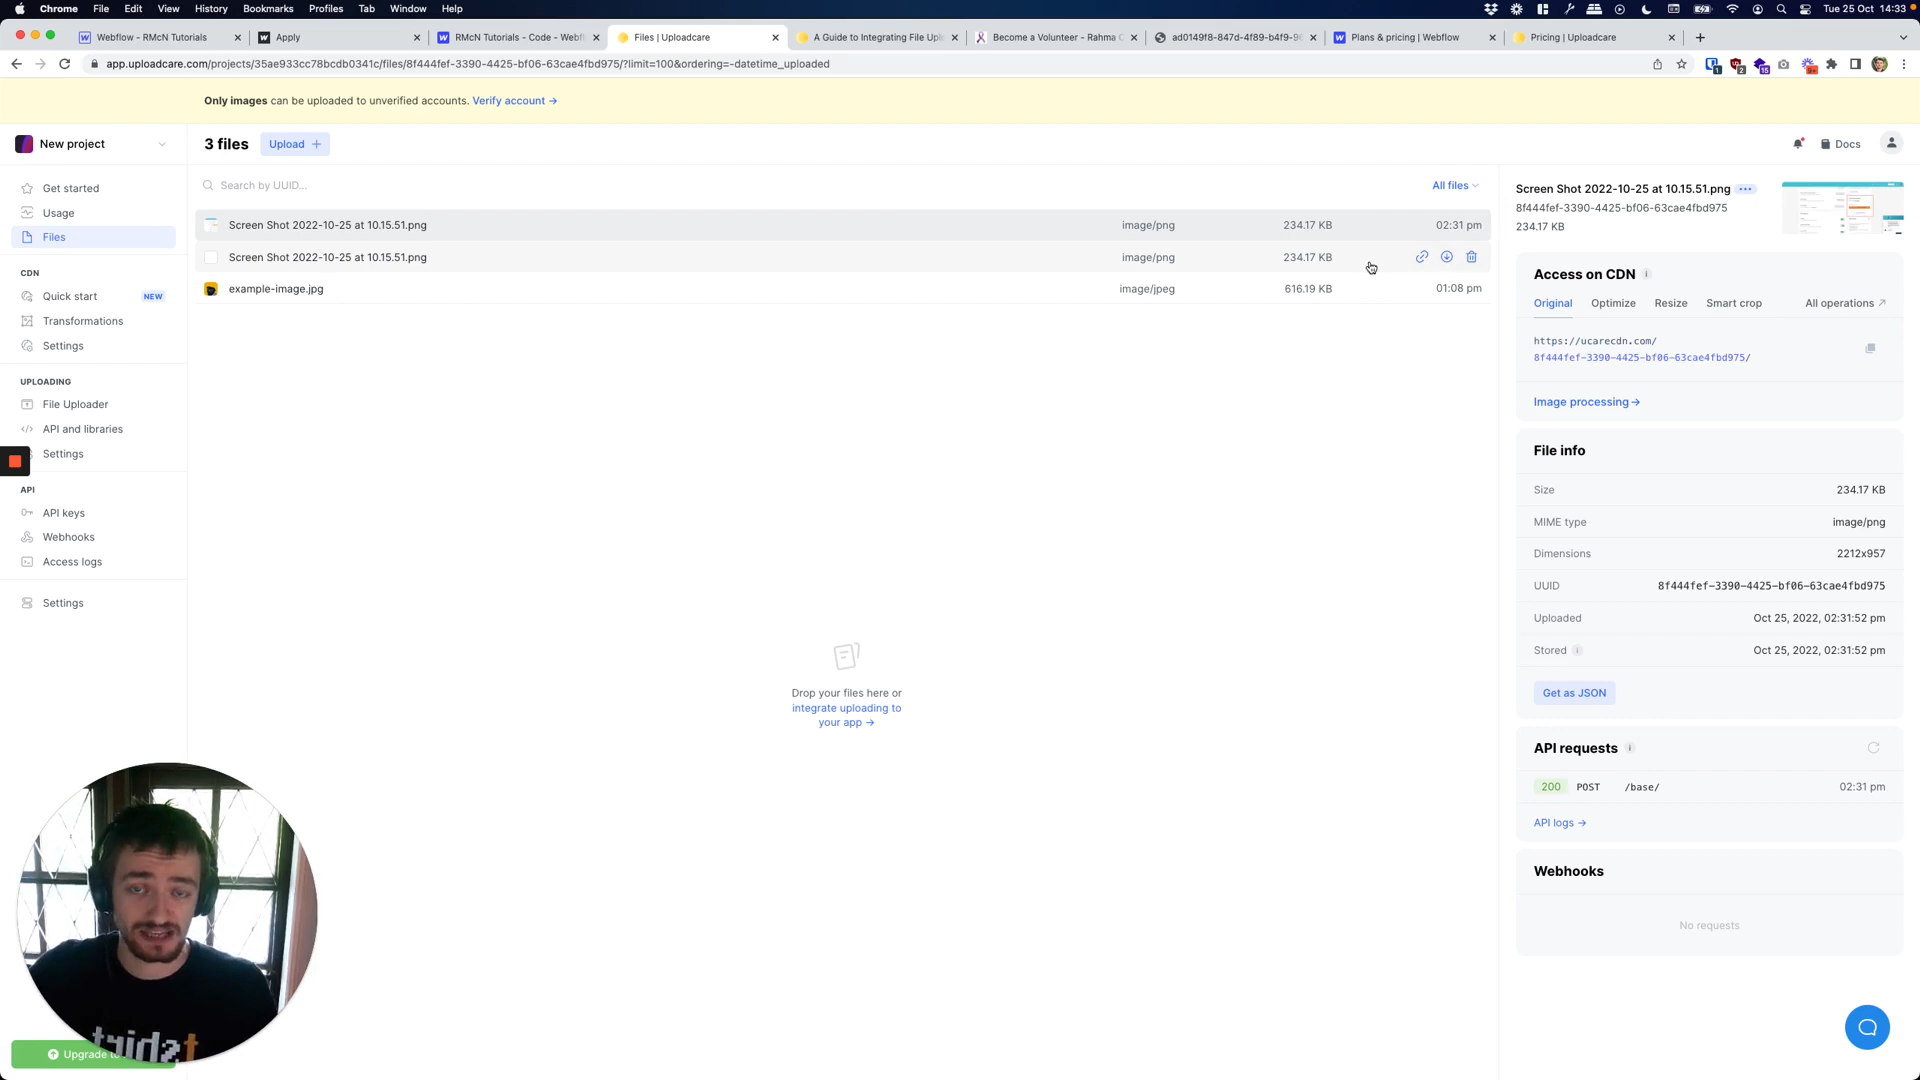 Chrome File Edit View History Bookmarks Profiles Tab Window Help
Tue 25 Oct 14:33
Webflow - RMcN Tutorials
Apply
RMcN Tutorials - Code - Webf
Files | Uploadcare
A Guide to Integrating File Uplo
Become a Volunteer - Rahma C
ad0149f8-847d-4f89-b4f9-96
Plans & pricing | Webflow
Pricing | Uploadcare
app.uploadcare.com/projects/35ae933cc78bcdb0341c/files/8f444fef-3390-4425-bf06-63cae4fbd975/?limit=100&ordering=-datetime_uploaded
Only images can be uploaded to unverified accounts. Verify account →
New project
Get started
Usage
Files
CDN
Quick start NEW
Transformations
Settings
UPLOADING
File Uploader
API and libraries
Settings
API
API keys
Webhooks
Access logs
Settings
3 files Upload +
Docs
Search by UUID...
All files
Screen Shot 2022-10-25 at 10.15.51.png image/png 234.17 KB 02:31 pm
Screen Shot 2022-10-25 at 10.15.51.png image/png 234.17 KB
example-image.jpg image/jpeg 616.19 KB 01:08 pm
Drop your files here or
integrate uploading to
your app →
Screen Shot 2022-10-25 at 10.15.51.png
8f444fef-3390-4425-bf06-63cae4fbd975
234.17 KB
Access on CDN
Original Optimize Resize Smart crop All operations
https://ucarecdn.com/
8f444fef-3390-4425-bf06-63cae4fbd975/
Image processing →
File info
Size 234.17 KB
MIME type image/png
Dimensions 2212x957
UUID 8f444fef-3390-4425-bf06-63cae4fbd975
Uploaded Oct 25, 2022, 02:31:52 pm
Stored Oct 25, 2022, 02:31:52 pm
Get as JSON
API requests
200 POST /base/ 02:31 pm
API logs →
Webhooks
No requests
tshirt
Upgrade